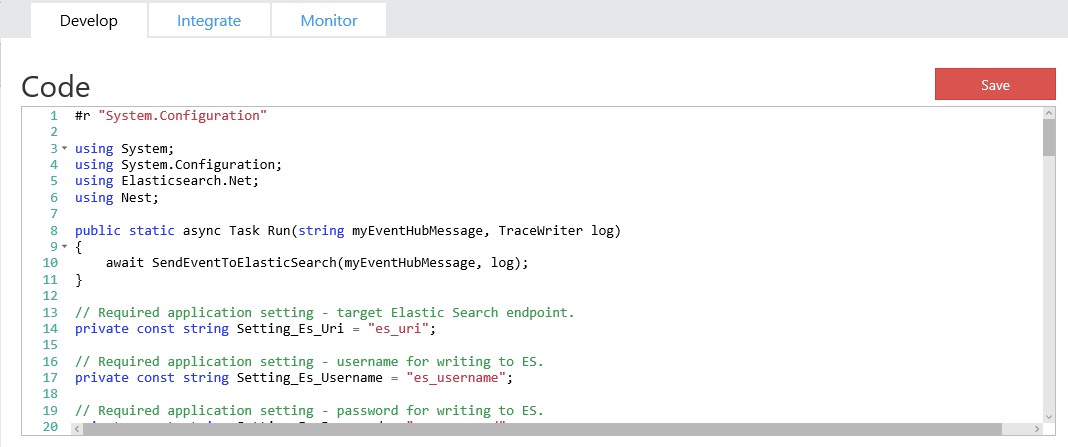 Develop Integrate Monitor
Code
Save
1 #r "System.Configuration"
2
3 using System;
4 using System.Configuration;
5 using Elasticsearch.Net;
6 using Nest;
7
8 public static async Task Run(string myEventHubMessage, TraceWriter log)
9 {
10 await SendEventToElasticSearch(myEventHubMessage, log);
11 }
12
13 // Required application setting - target Elastic Search endpoint.
14 private const string Setting_Es_Uri = "es_uri";
15
16 // Required application setting - username for writing to ES.
17 private const string Setting_Es_Username = "es_username";
18
19 // Required application setting - password for writing to ES.
20